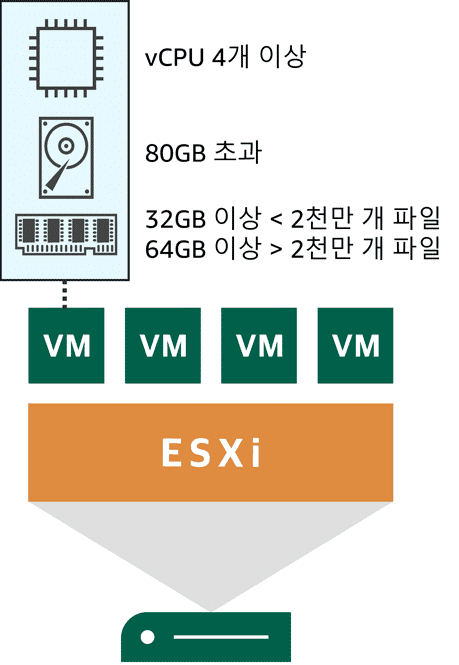 vCPU 4개 이상
80GB 초과
32GB 이상 < 2천만 개 파일
64GB 이상 > 2천만 개 파일
VM VM VM VM
ESXi